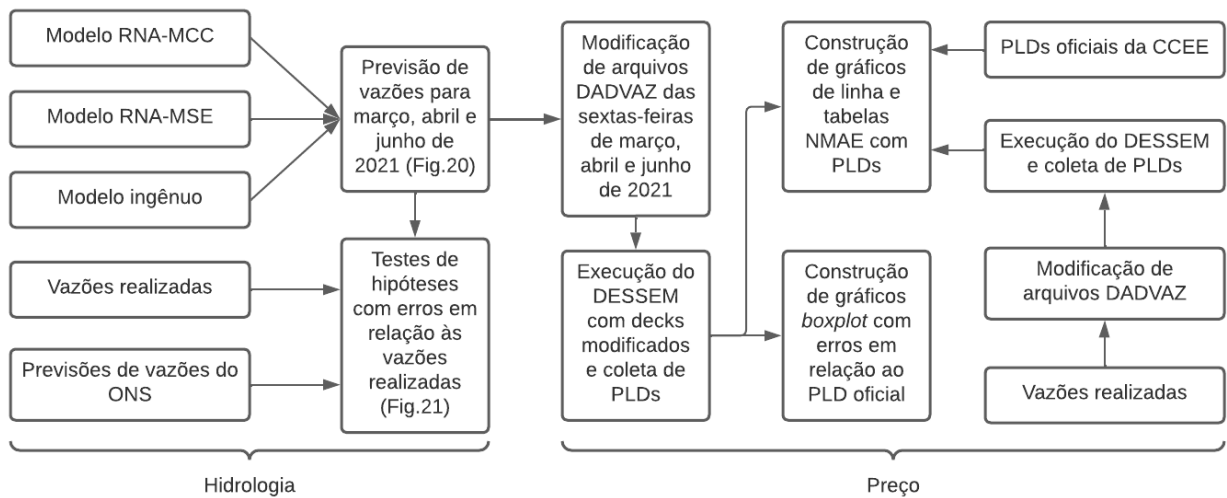 Modelo RNA-MCC
Modelo RNA-MSE
Modelo ingênuo
Vazões realizadas
Previsões de vazões do
ONS
Previsão de
vazões para
março, abril e
junho de
2021 (Fig.20)
Testes de
hipóteses
com erros em
relação às
vazões
realizadas
(Fig.21)
Hidrologia
Modificação
de arquivos
DADVAZ das
sextas-feiras
de março,
abril e junho
de 2021
Execução do
DESSEM
com decks
modificados
e coleta de
PLDs
Construção
de gráficos
de linha e
tabelas
NMAE com
PLDs
Construção
de gráficos
boxplot com
erros em
relação ao
PLD oficial
PLDs oficiais da CCEE
Execução do DESSEM
e coleta de PLDs
Modificação de
arquivos DADVAZ
Vazões realizadas
Preço